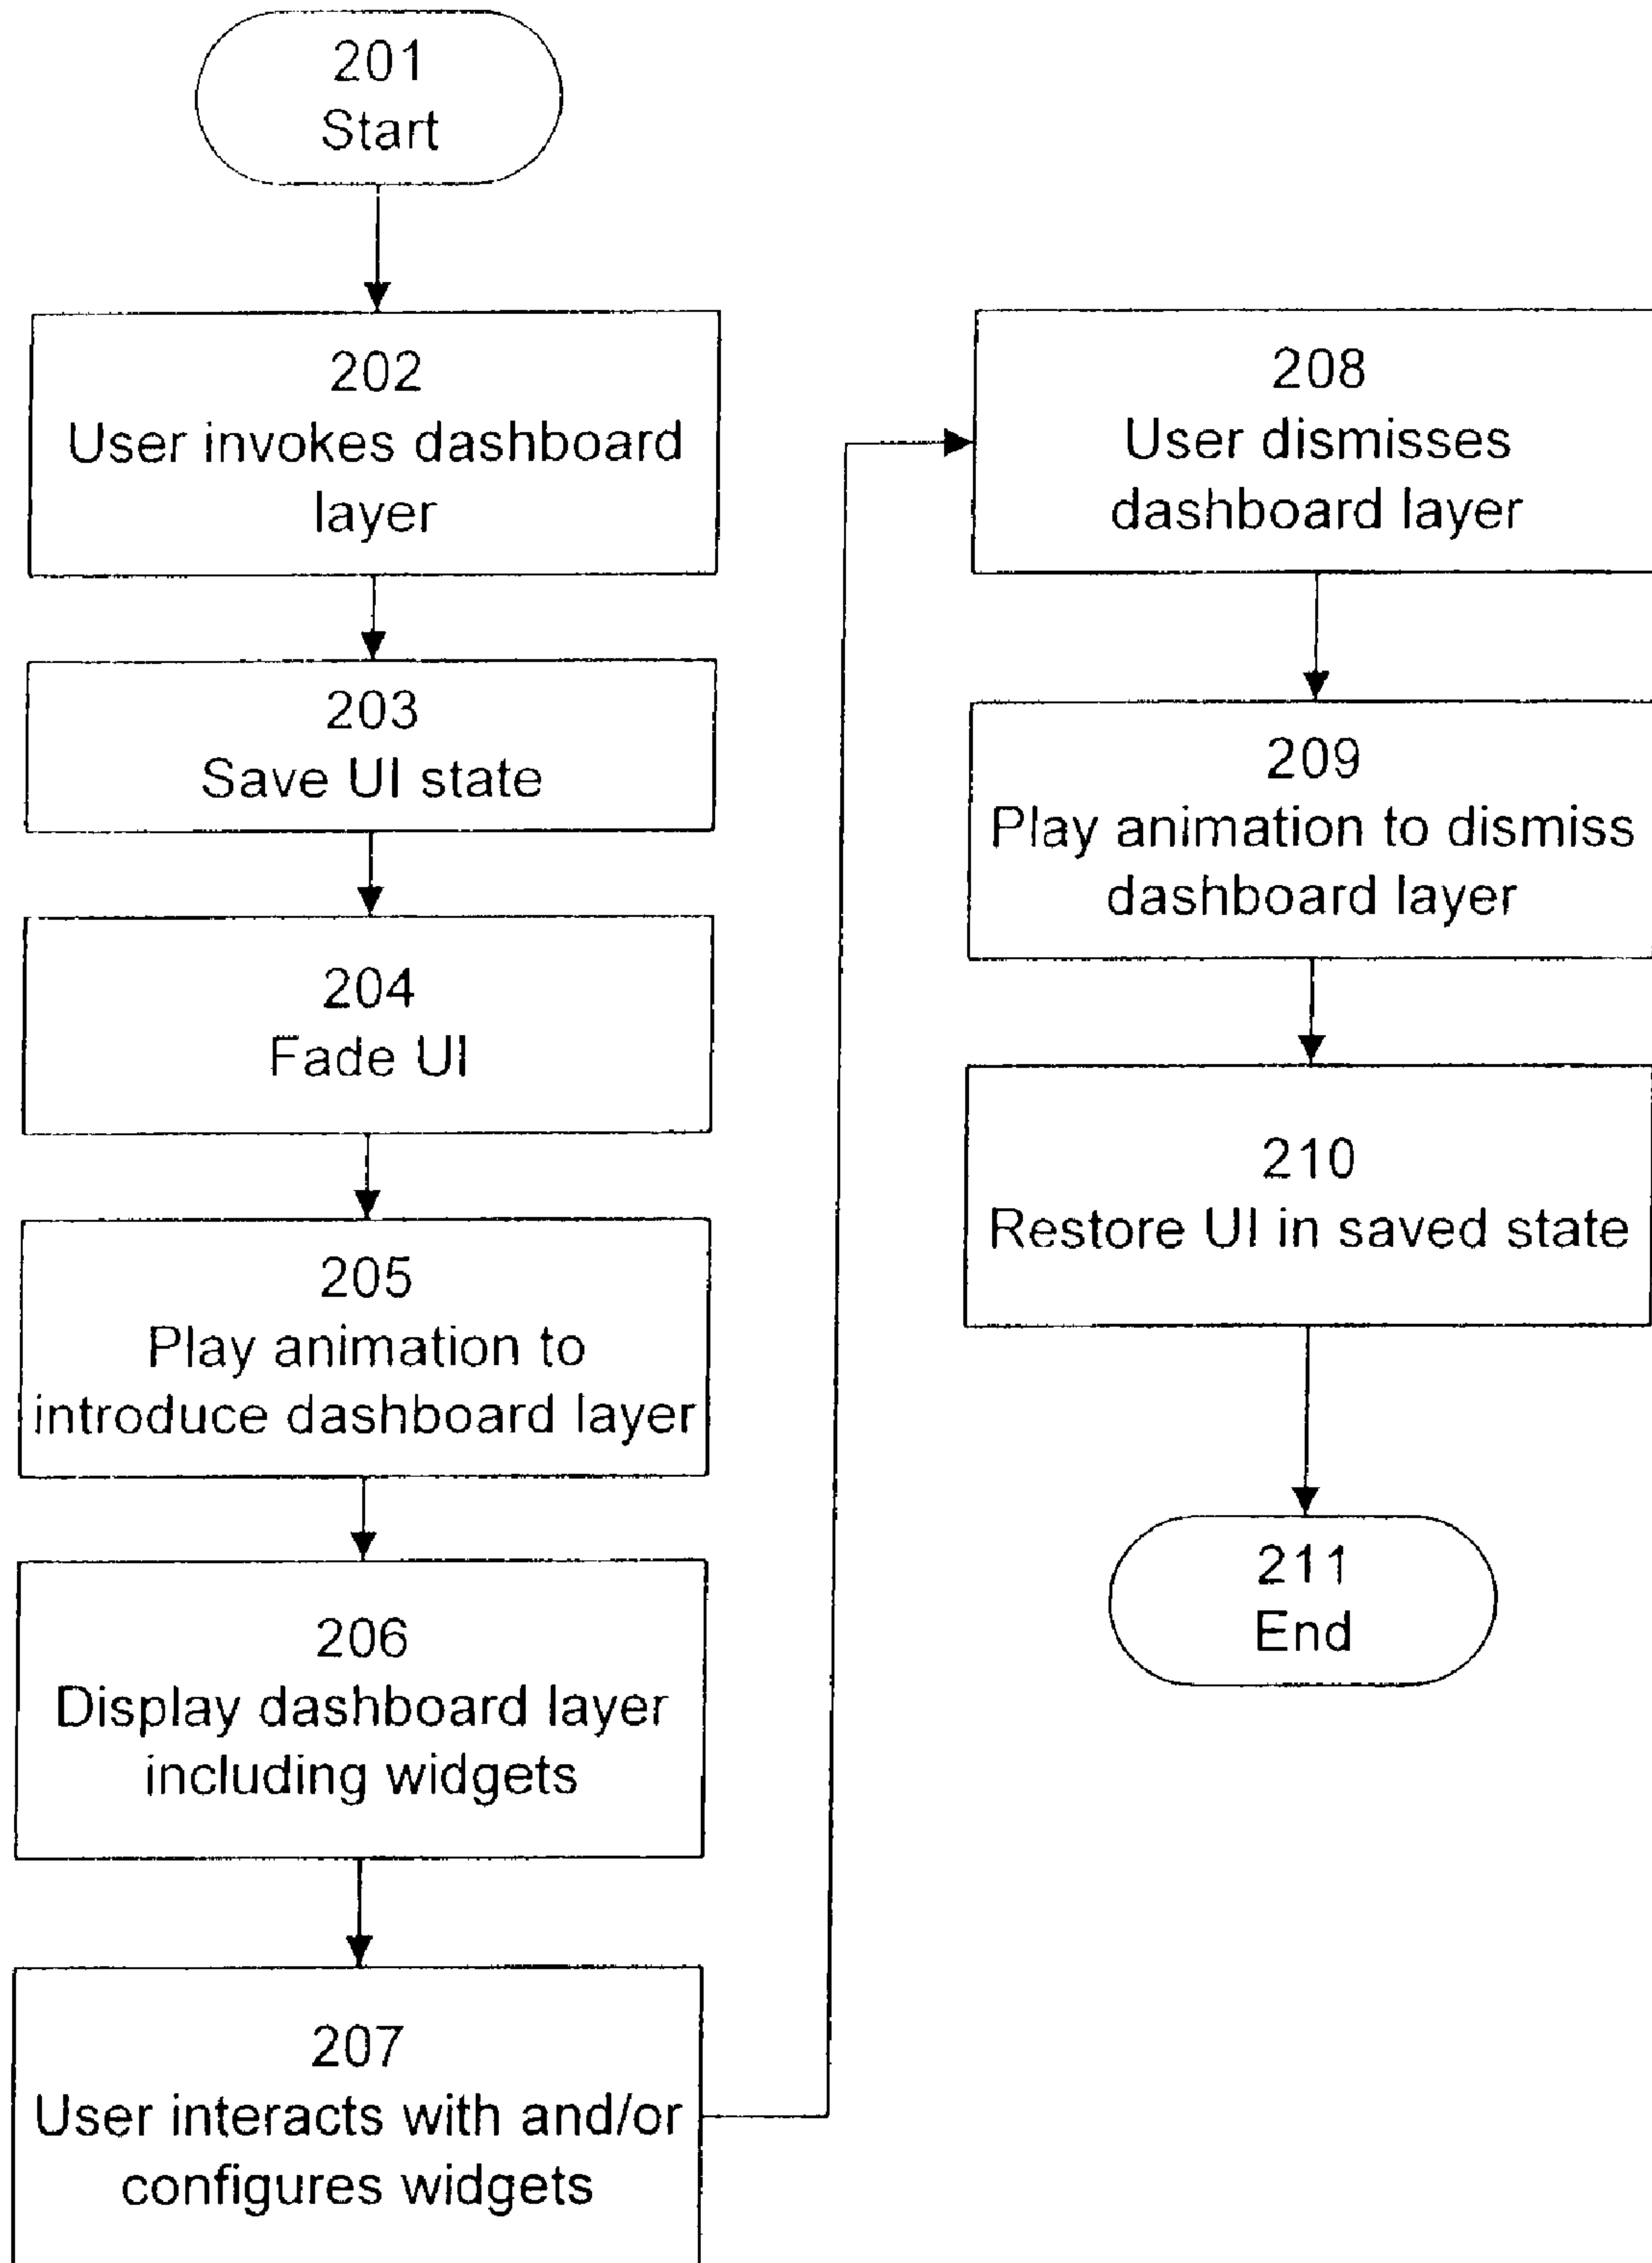 201
Start
202
User invokes dashboard
layer
203
Save UI state
204
Fade UI
205
Play animation to
introduce dashboard layer
206
Display dashboard layer
including widgets
207
User interacts with and/or
configures widgets
208
User dismisses
dashboard layer
209
Play animation to dismiss
dashboard layer
210
Restore UI in saved state
211
End